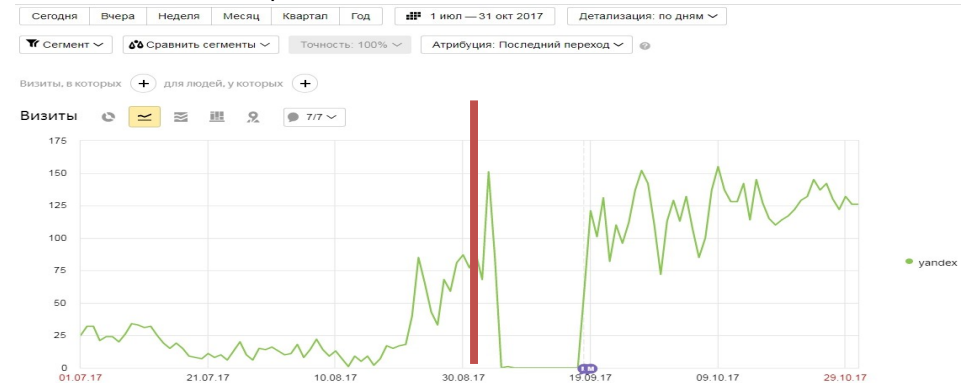 Сегодня Вчера Неделя Месяц Квартал Год 1 июл — 31 окт 2017 Детализация: по дням
Сегмент Сравнить сегменты Точность: 100% Атрибуция: Последний переход
Визиты, в которых + для людей, у которых +
Визиты 7/7
175
150
125
100
75
50
25
0
yandex
01.07.17 21.07.17 10.08.17 30.08.17 19.09.17 09.10.17 29.10.17